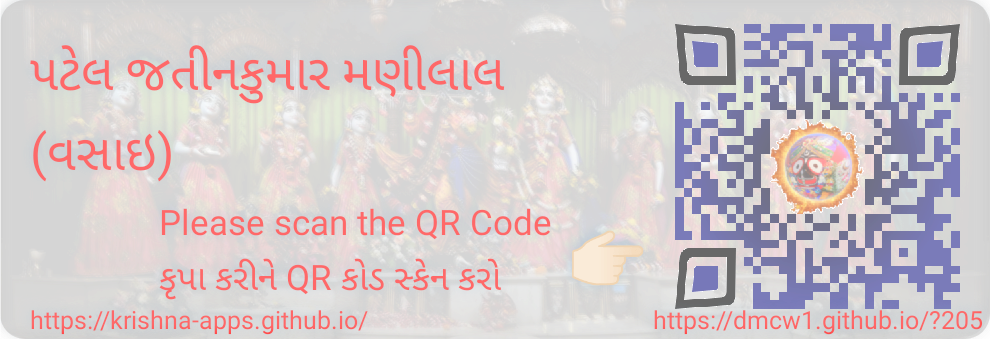 પટેલ જતીનકુમાર મણીલાલ
(વસાઇ)
Please scan the QR Code
કૃપા કરીને QR કોડ સ્કેન કરો
https://krishna-apps.github.io/
https://dmcw1.github.io/?205